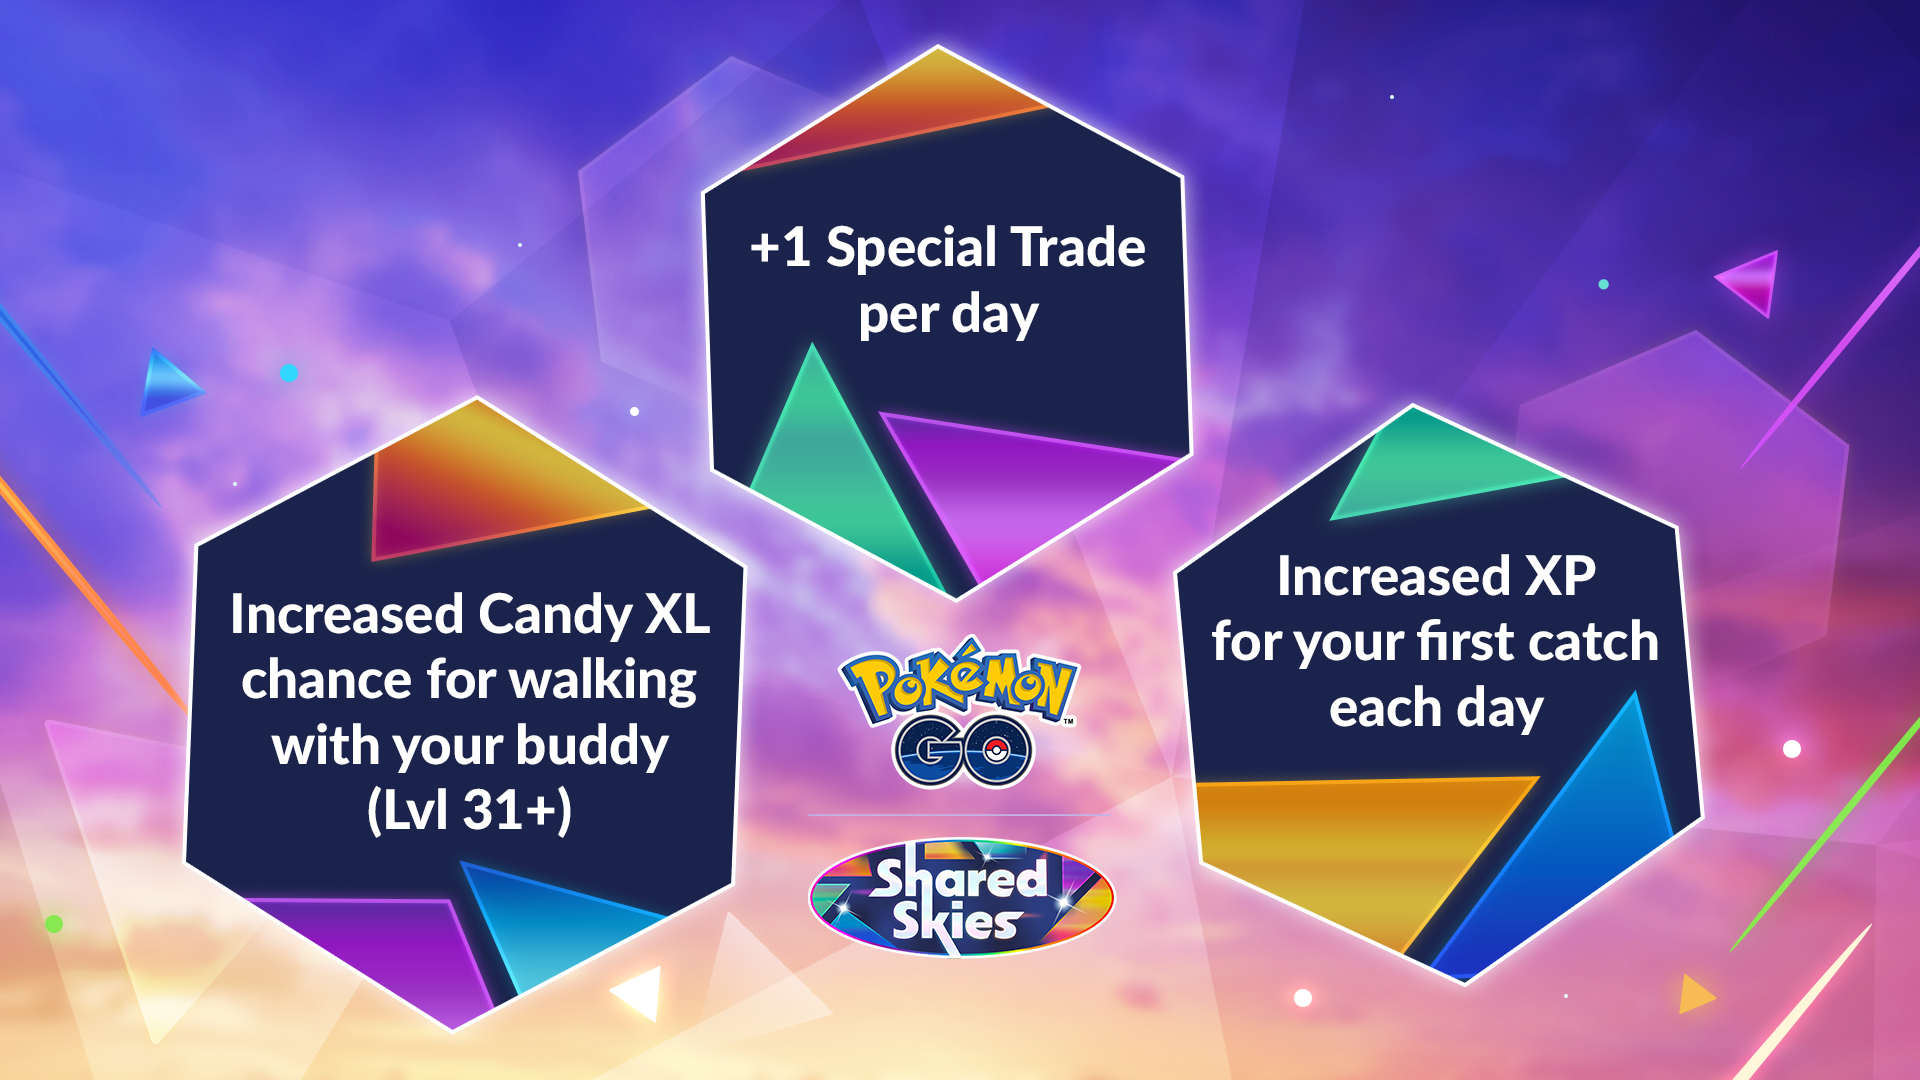 +1 Special Trade
per day
Increased Candy XL
chance for walking
with your buddy
(Lvl 31+)
Increased XP
for your first catch
each day
POKéMON
™
GO
Shared
Skies